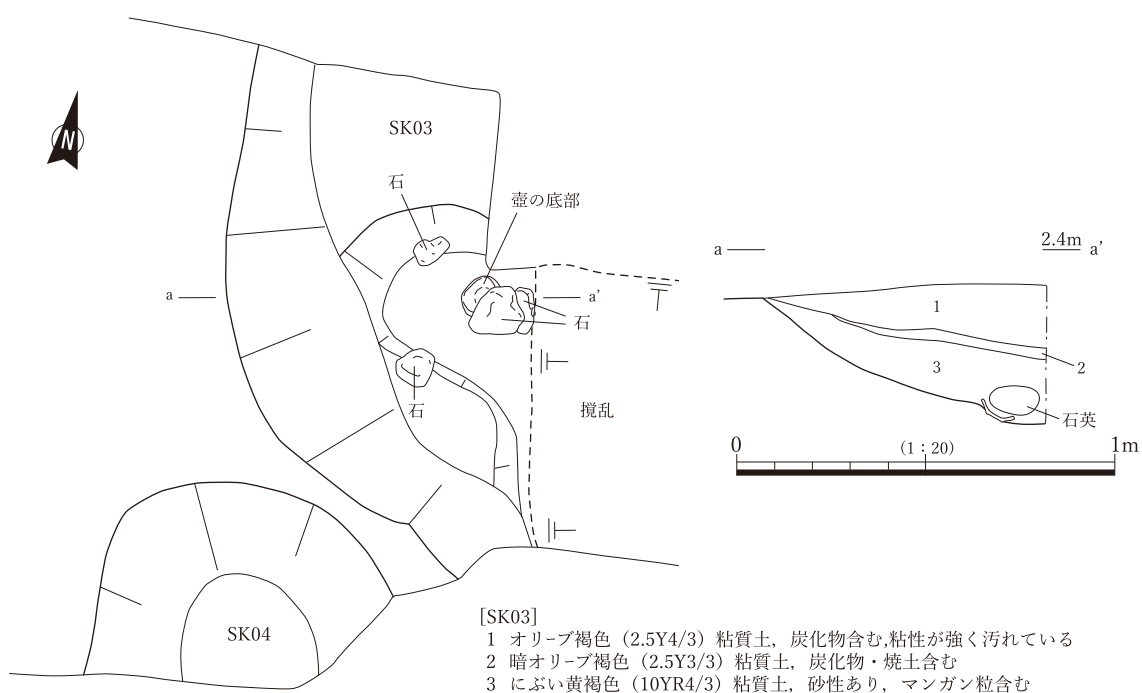 N
SK03
石
壺の底部
a
a’
石
石
撹乱
SK04
a
2.4m
a’
1
2
3
石英
0
（1：20）
1m
[SK03]
1 オリーブ褐色（2.5Y4/3）粘質土，炭化物含む,粘性が強く汚れている
2 暗オリーブ褐色（2.5Y3/3）粘質土，炭化物・焼土含む
3 にぶい黄褐色（10YR4/3）粘質土，砂性あり，マンガン粒含む